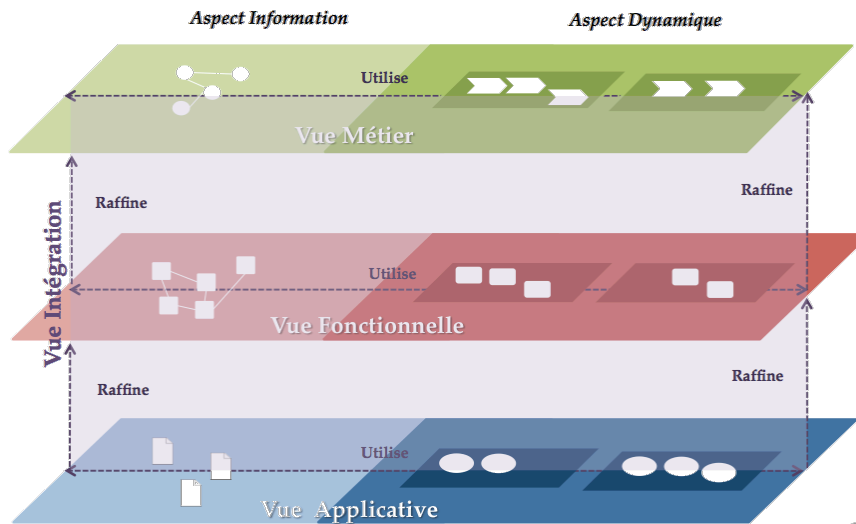 Aspect Information
Aspect Dynamique
Utilise
Vue Métier
Raffine
Raffine
Vue Intégration
Utilise
Vue Fonctionnelle
Raffine
Raffine
Utilise
Vue Applicative